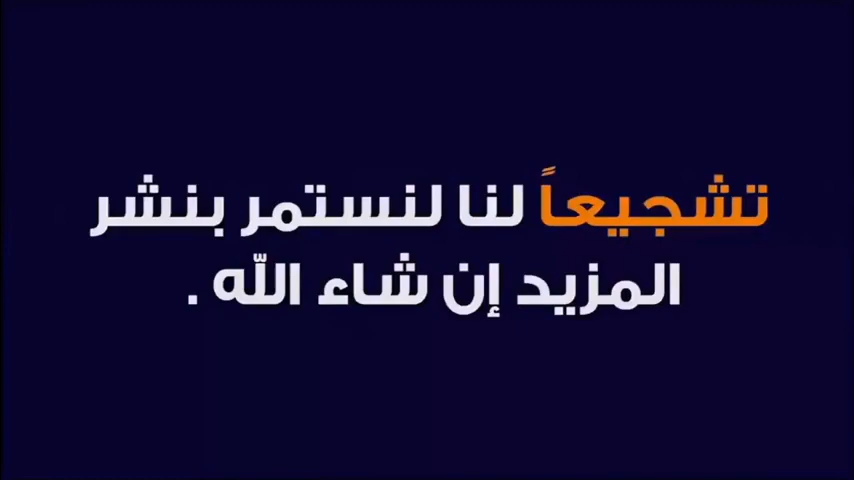 تشجيعاً لنا لنستمر بنشر
المزيد إن شاء الله .